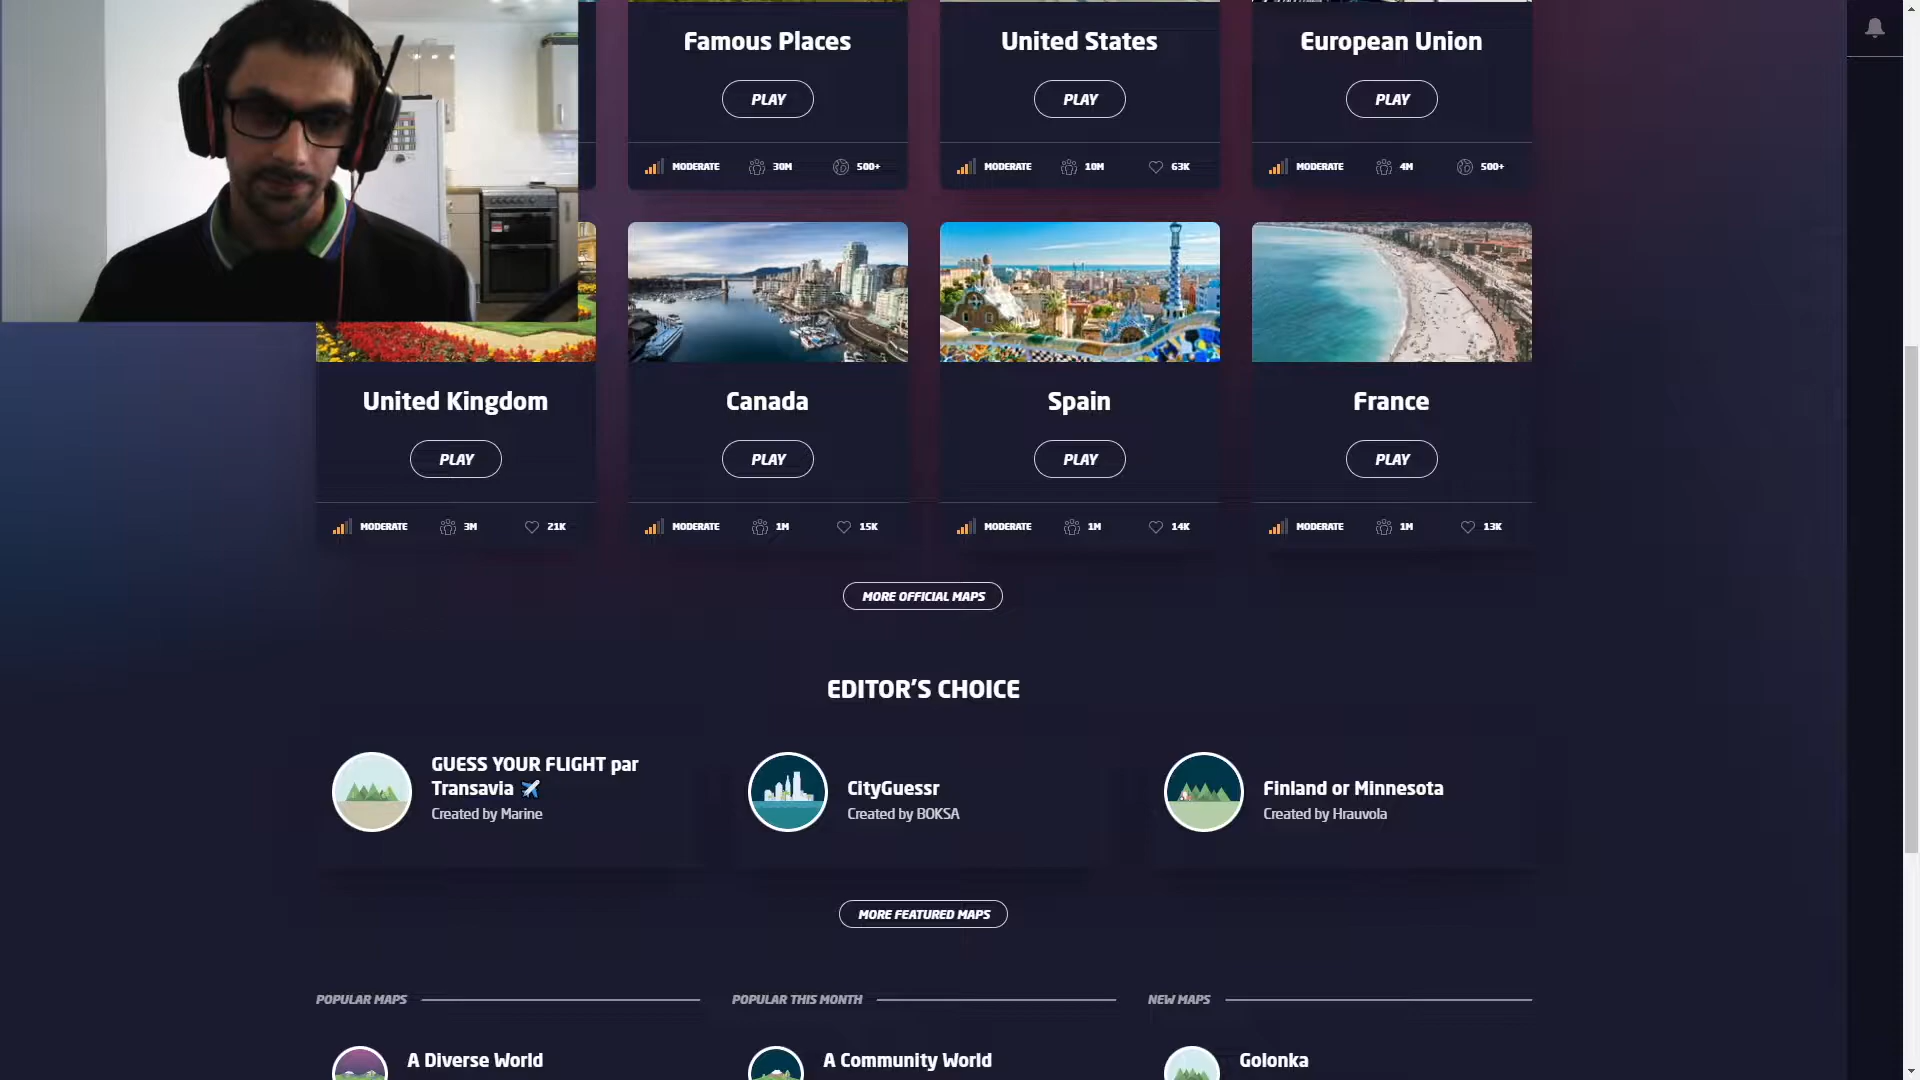 Famous Places
United States
European Union
PLAY
PLAY
PLAY
MODERATE 30M 500+
MODERATE 10M 63K
MODERATE 4M 500+
United Kingdom
Canada
Spain
France
PLAY
PLAY
PLAY
PLAY
MODERATE 3M 21K
MODERATE 1M 15K
MODERATE 1M 14K
MODERATE 1M 13K
MORE OFFICIAL MAPS
EDITOR'S CHOICE
GUESS YOUR FLIGHT par
Transavia ✈️
Created by Marine
CityGuessr
Created by BOKSA
Finland or Minnesota
Created by Hrauvola
MORE FEATURED MAPS
POPULAR MAPS
POPULAR THIS MONTH
NEW MAPS
A Diverse World
A Community World
Golonka